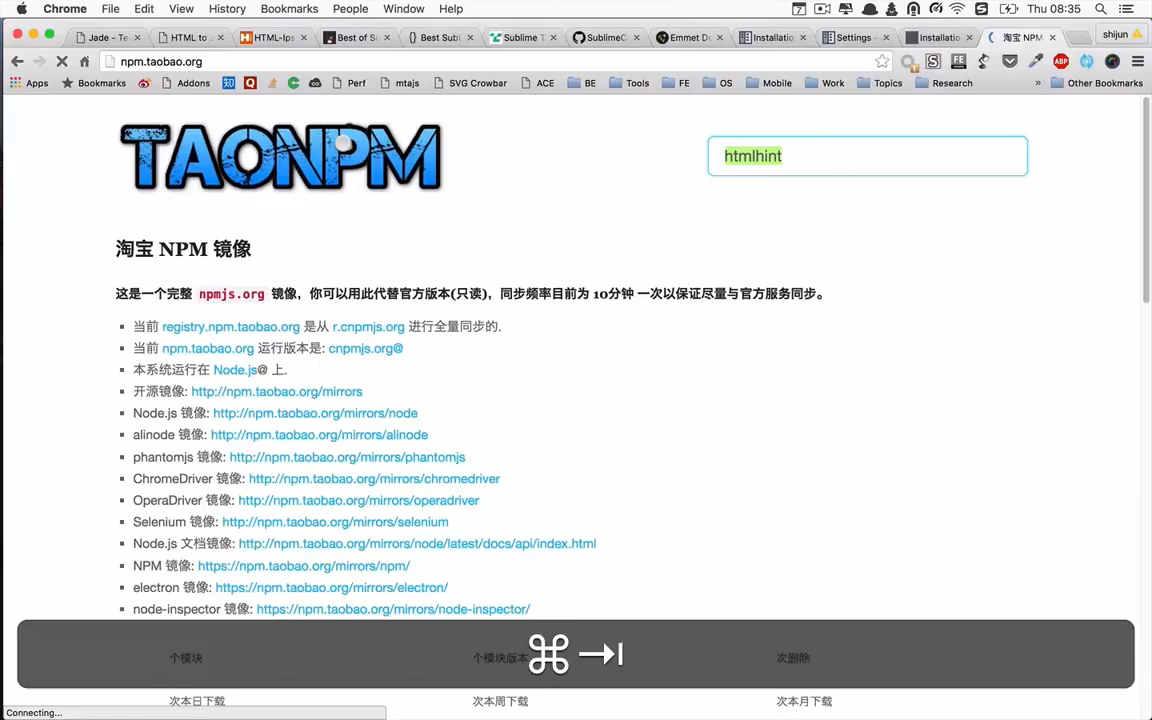 Chrome File Edit View History Bookmarks People Window Help Thu 08:35
Jade - Te HTML to HTML-Ips Best of Su {} Best Subl Sublime T SublimeC Emmet Do Installatio Settings - Installation 淘宝 NPM shijun
npm.taobao.org
Apps Bookmarks 知 Q Addons Perf mtajs SVG Crowbar ACE BE Tools FE OS Mobile Work Topics Research » Other Bookmarks
TAONPM
htmlhint
淘宝 NPM 镜像
这是一个完整 npmjs.org 镜像，你可以用此代替官方版本(只读)，同步频率目前为 10分钟 一次以保证尽量与官方服务同步。
当前 registry.npm.taobao.org 是从 r.cnpmjs.org 进行全量同步的.
当前 npm.taobao.org 运行版本是: cnpmjs.org@
本系统运行在 Node.js@ 上.
开源镜像: http://npm.taobao.org/mirrors
Node.js 镜像: http://npm.taobao.org/mirrors/node
alinode 镜像: http://npm.taobao.org/mirrors/alinode
phantomjs 镜像: http://npm.taobao.org/mirrors/phantomjs
ChromeDriver 镜像: http://npm.taobao.org/mirrors/chromedriver
OperaDriver 镜像: http://npm.taobao.org/mirrors/operadriver
Selenium 镜像: http://npm.taobao.org/mirrors/selenium
Node.js 文档镜像: http://npm.taobao.org/mirrors/node/latest/docs/api/index.html
NPM 镜像: https://npm.taobao.org/mirrors/npm/
electron 镜像: https://npm.taobao.org/mirrors/electron/
node-inspector 镜像: https://npm.taobao.org/mirrors/node-inspector/
个模块 个模块版本 次删除
⌘⇥
次本日下载 次本周下载 次本月下载
Connecting...